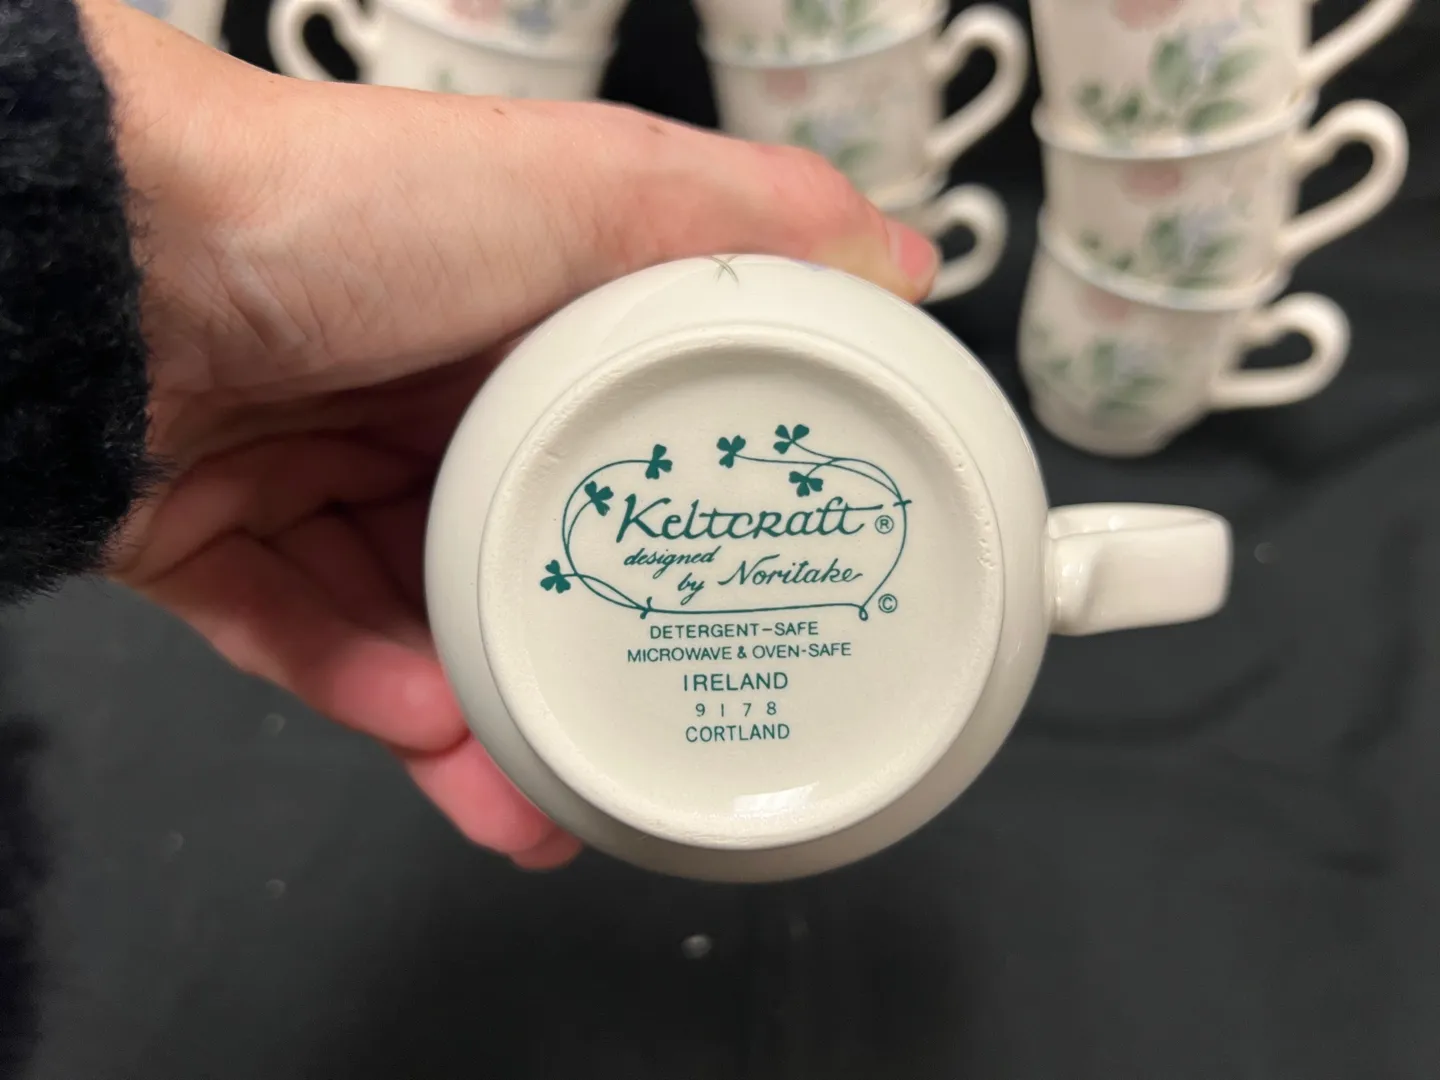 Keltcraft ®
designed
by Noritake
©
DETERGENT-SAFE
MICROWAVE & OVEN-SAFE
IRELAND
9178
CORTLAND